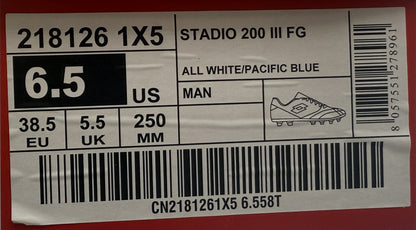 218126 1X5
STADIO 200 III FG
6.5 US
ALL WHITE/PACIFIC BLUE
MAN
38.5 EU
5.5 UK
250 MM
8 057551 278961
CN2181261X5 6.558T